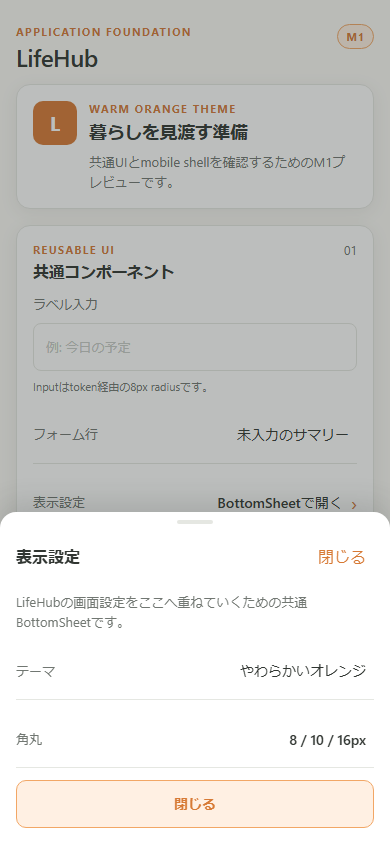 APPLICATION FOUNDATION
LifeHub
M1
L
WARM ORANGE THEME
暮らしを見渡す準備
共通UIとmobile shellを確認するためのM1プ
レビューです。
REUSABLE UI
01
共通コンポーネント
ラベル入力
例: 今日の予定
Inputはtoken経由の8px radiusです。
フォーム行
未入力のサマリー
表示設定
BottomSheetで開く ›
表示設定
閉じる
LifeHubの画面設定をここへ重ねていくための共通
BottomSheetです。
テーマ
やわらかいオレンジ
角丸
8 / 10 / 16px
閉じる